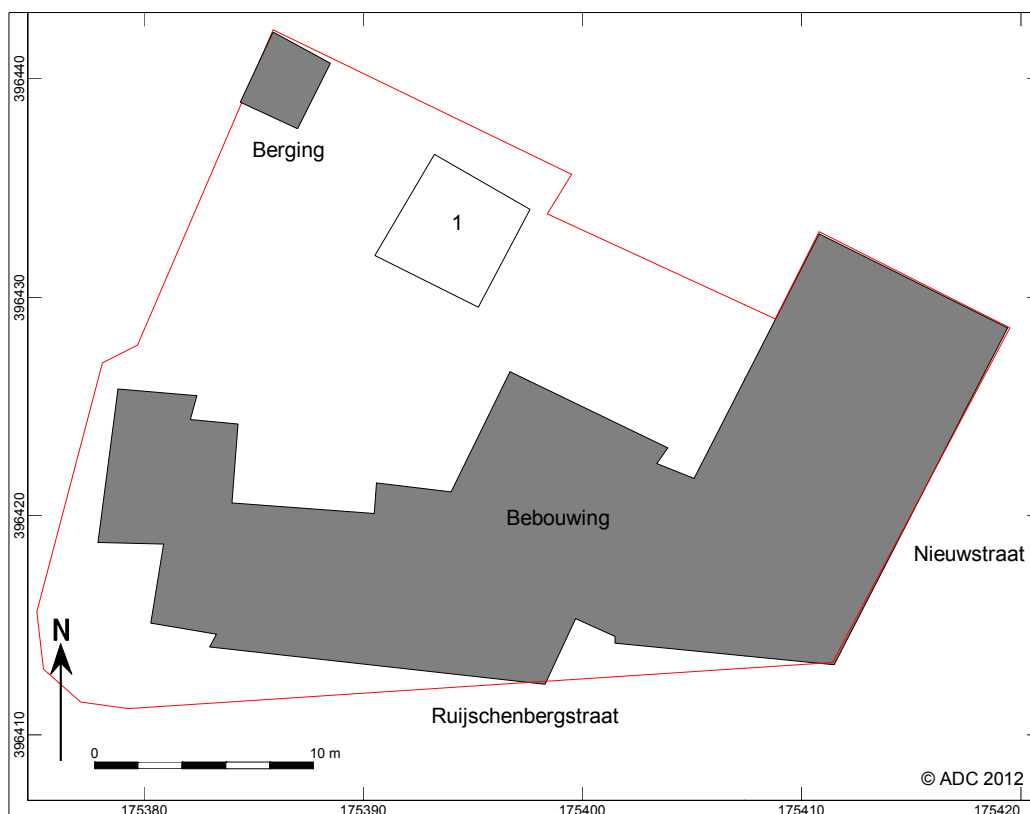 396440
Berging
1
396430
396420
Bebouwing
Nieuwstraat
N
Ruijschenbergstraat
396410
0 10 m
© ADC 2012
175380 175390 175400 175410 175420